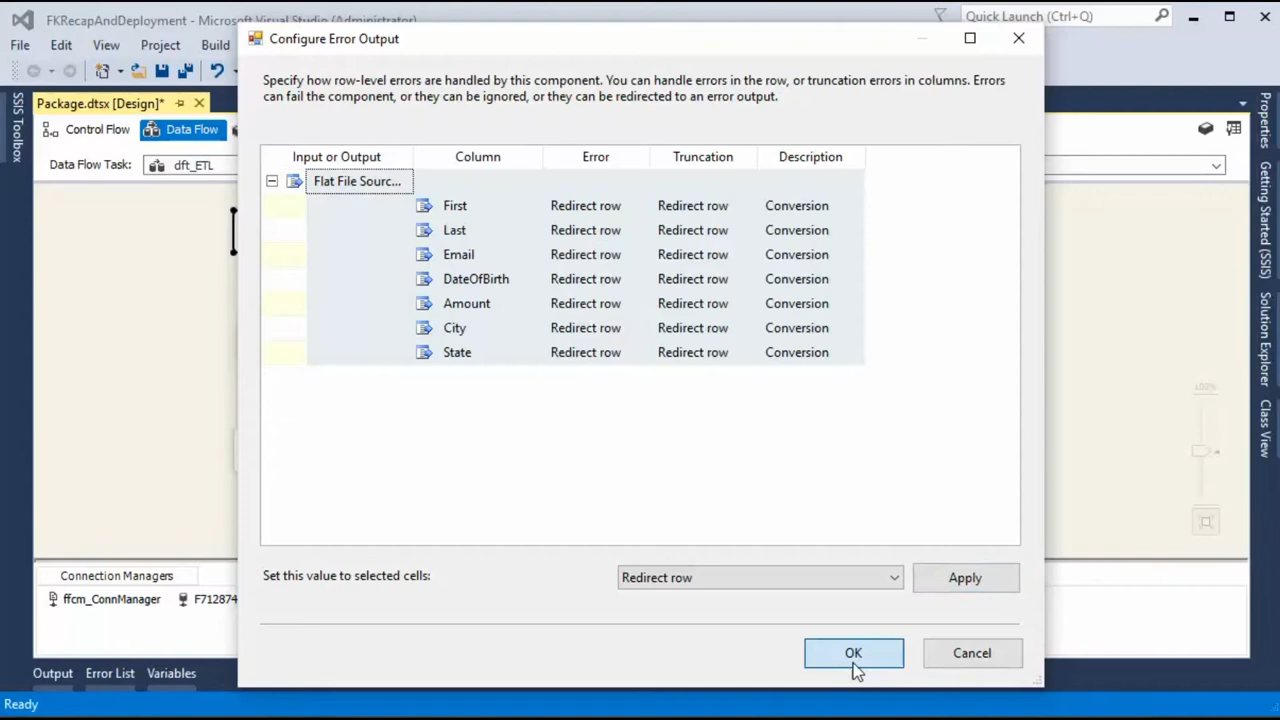 FKRecapAndDeployment - Microsoft Visual Studio (Administrator)
Quick Launch (Ctrl+Q)
File Edit View Project Build
Configure Error Output
Specify how row-level errors are handled by this component. You can handle errors in the row, or truncation errors in columns. Errors
can fail the component, or they can be ignored, or they can be redirected to an error output.
SSIS Toolbox
Package.dtsx [Design]*
Control Flow Data Flow
Data Flow Task: dft_ETL
Input or Output Column Error Truncation Description
Flat File Sourc...
First Redirect row Redirect row Conversion
Last Redirect row Redirect row Conversion
Email Redirect row Redirect row Conversion
DateOfBirth Redirect row Redirect row Conversion
Amount Redirect row Redirect row Conversion
City Redirect row Redirect row Conversion
State Redirect row Redirect row Conversion
Properties
Getting Started (SSIS)
Solution Explorer
Class View
100%
Set this value to selected cells: Redirect row Apply
OK Cancel
Connection Managers
ffcm_ConnManager F712874
Output Error List Variables
Ready